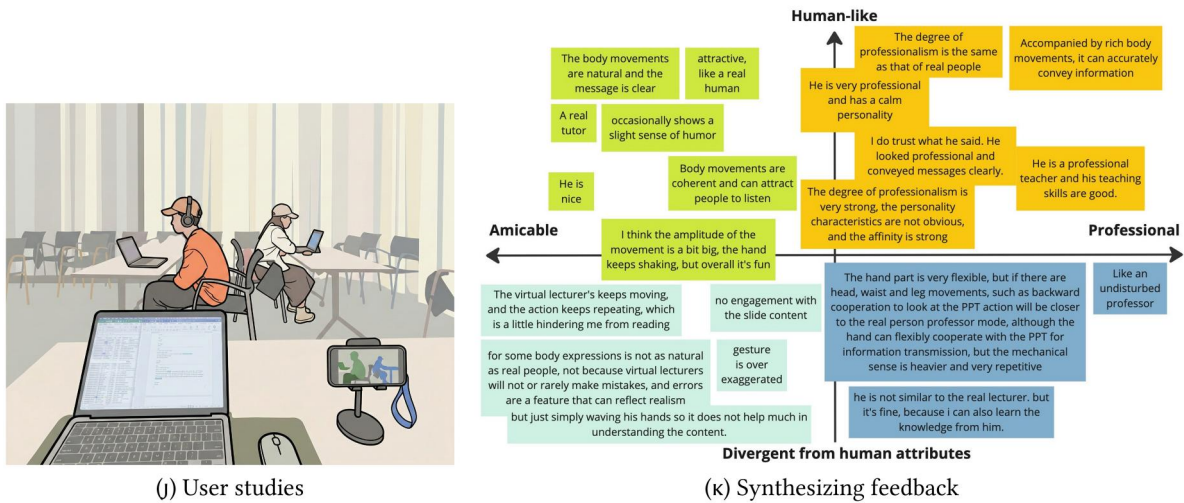 Human-like
The body movements
are natural and the
message is clear
attractive,
like a real
human
A real
tutor
occasionally shows a
slight sense of humor
Body movements are
coherent and can attract
people to listen
He is
nice
I think the amplitude of the
movement is a bit big, the hand
keeps shaking, but overall it's fun
The degree of
professionalism is the same
as that of real people
Accompanied by rich body
movements, it can accurately
convey information
He is very professional
and has a calm
personality
I do trust what he said. He
looked professional and
conveyed messages clearly.
He is a professional
teacher and his teaching
skills are good.
The degree of professionalism is
very strong, the personality
characteristics are not obvious,
and the affinity is strong
Amicable
Professional
The virtual lecturer's keeps moving,
and the action keeps repeating, which
is a little hindering me from reading
no engagement with
the slide content
for some body expressions is not as natural
as real people, not because virtual lecturers
will not or rarely make mistakes, and errors
are a feature that can reflect realism
gesture
is over
exaggerated
but just simply waving his hands so it does not help much in
understanding the content.
The hand part is very flexible, but if there are
head, waist and leg movements, such as backward
cooperation to look at the PPT action will be closer
to the real person professor mode, although the
hand can flexibly cooperate with the PPT for
information transmission, but the mechanical
sense is heavier and very repetitive
Like an
undisturbed
professor
he is not similar to the real lecturer. but
it's fine, because i can also learn the
knowledge from him.
Divergent from human attributes
(J) User studies
(K) Synthesizing feedback